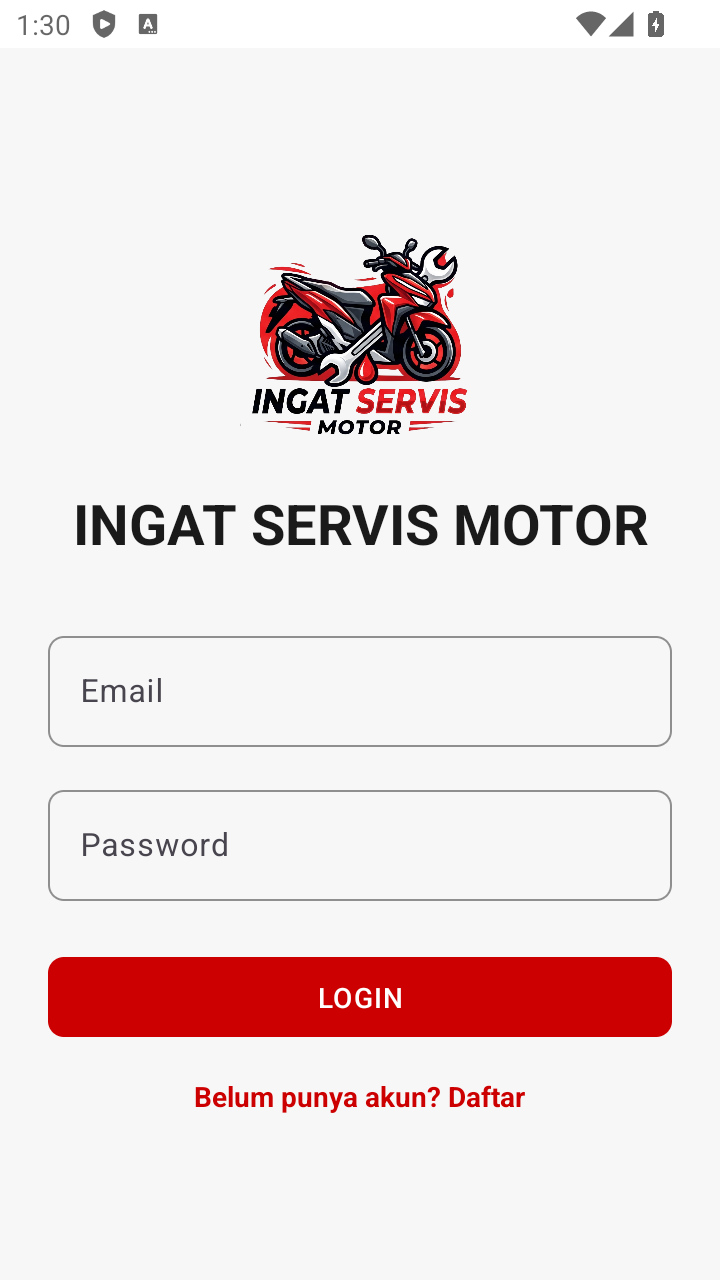 1:30
A
INGAT SERVIS
MOTOR
INGAT SERVIS MOTOR
Email
Password
LOGIN
Belum punya akun? Daftar